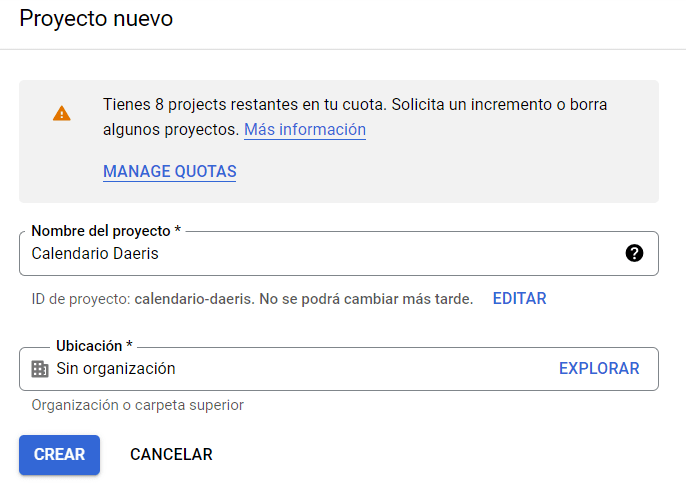 Proyecto nuevo
Tienes 8 projects restantes en tu cuota. Solicita un incremento o borra
algunos proyectos. Más información
MANAGE QUOTAS
Nombre del proyecto *
Calendario Daeris
ID de proyecto: calendario-daeris. No se podrá cambiar más tarde. EDITAR
Ubicación *
Sin organización EXPLORAR
Organización o carpeta superior
CREAR CANCELAR